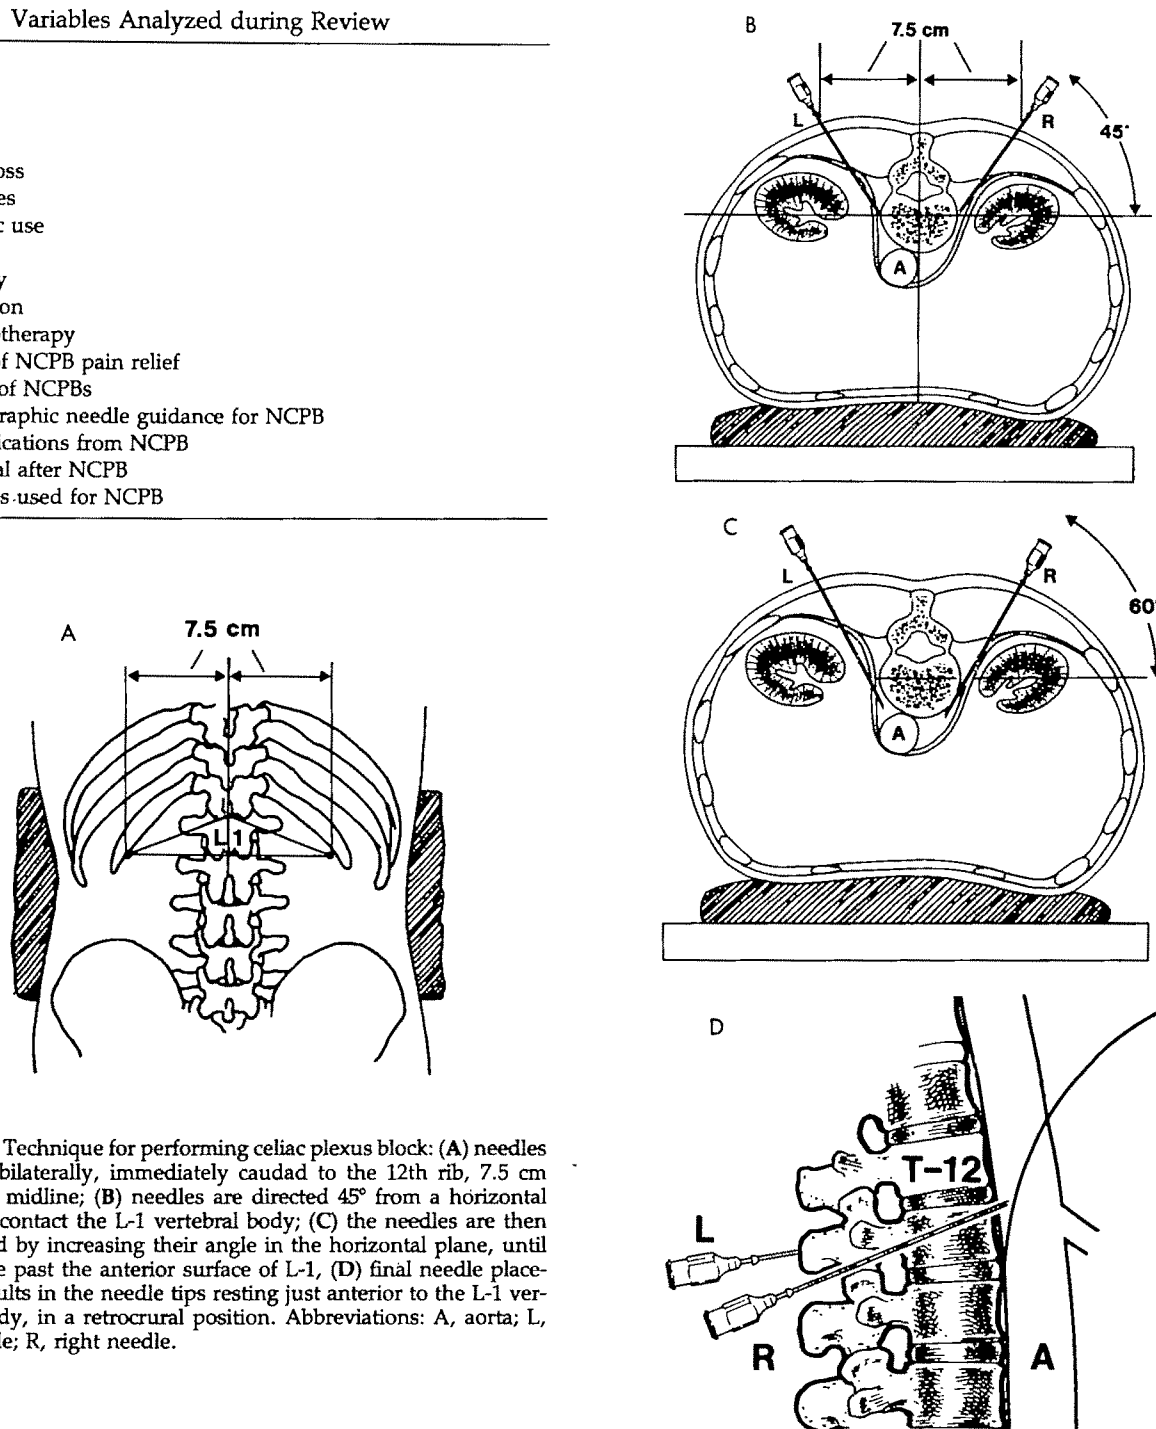 Variables Analyzed during Review
oss
es
c use
y
on
therapy
of NCPB pain relief
of NCPBs
raphic needle guidance for NCPB
ications from NCPB
al after NCPB
s used for NCPB
A
7.5 cm
L1
Technique for performing celiac plexus block: (A) needles
bilaterally, immediately caudad to the 12th rib, 7.5 cm
midline; (B) needles are directed 45° from a horizontal
contact the L-1 vertebral body; (C) the needles are then
d by increasing their angle in the horizontal plane, until
e past the anterior surface of L-1, (D) final needle place-
ults in the needle tips resting just anterior to the L-1 ver-
dy, in a retrocrural position. Abbreviations: A, aorta; L,
le; R, right needle.
B
7.5 cm
L
R
45°
A
C
L
R
60°
A
D
T-12
L
R
A